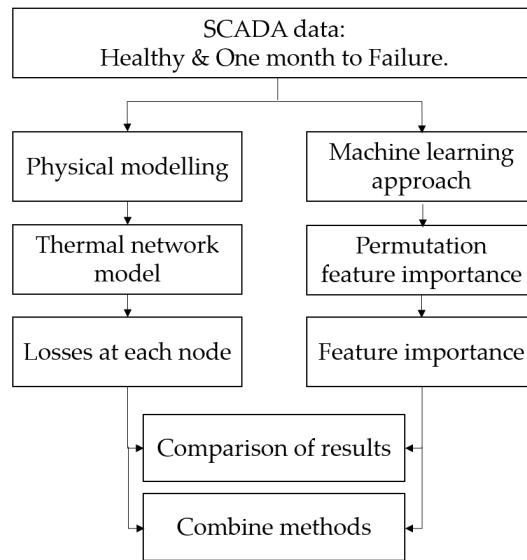 SCADA data:
Healthy & One month to Failure.
Physical modelling
Machine learning
approach
Thermal network
model
Permutation
feature importance
Losses at each node
Feature importance
Comparison of results
Combine methods